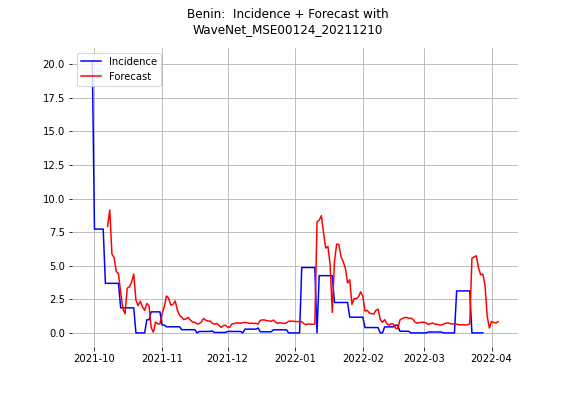 Benin:  Incidence + Forecast with
WaveNet_MSE00124_20211210
Incidence
Forecast
20.0
17.5
15.0
12.5
10.0
7.5
5.0
2.5
0.0
2021-10 2021-11 2021-12 2022-01 2022-02 2022-03 2022-04